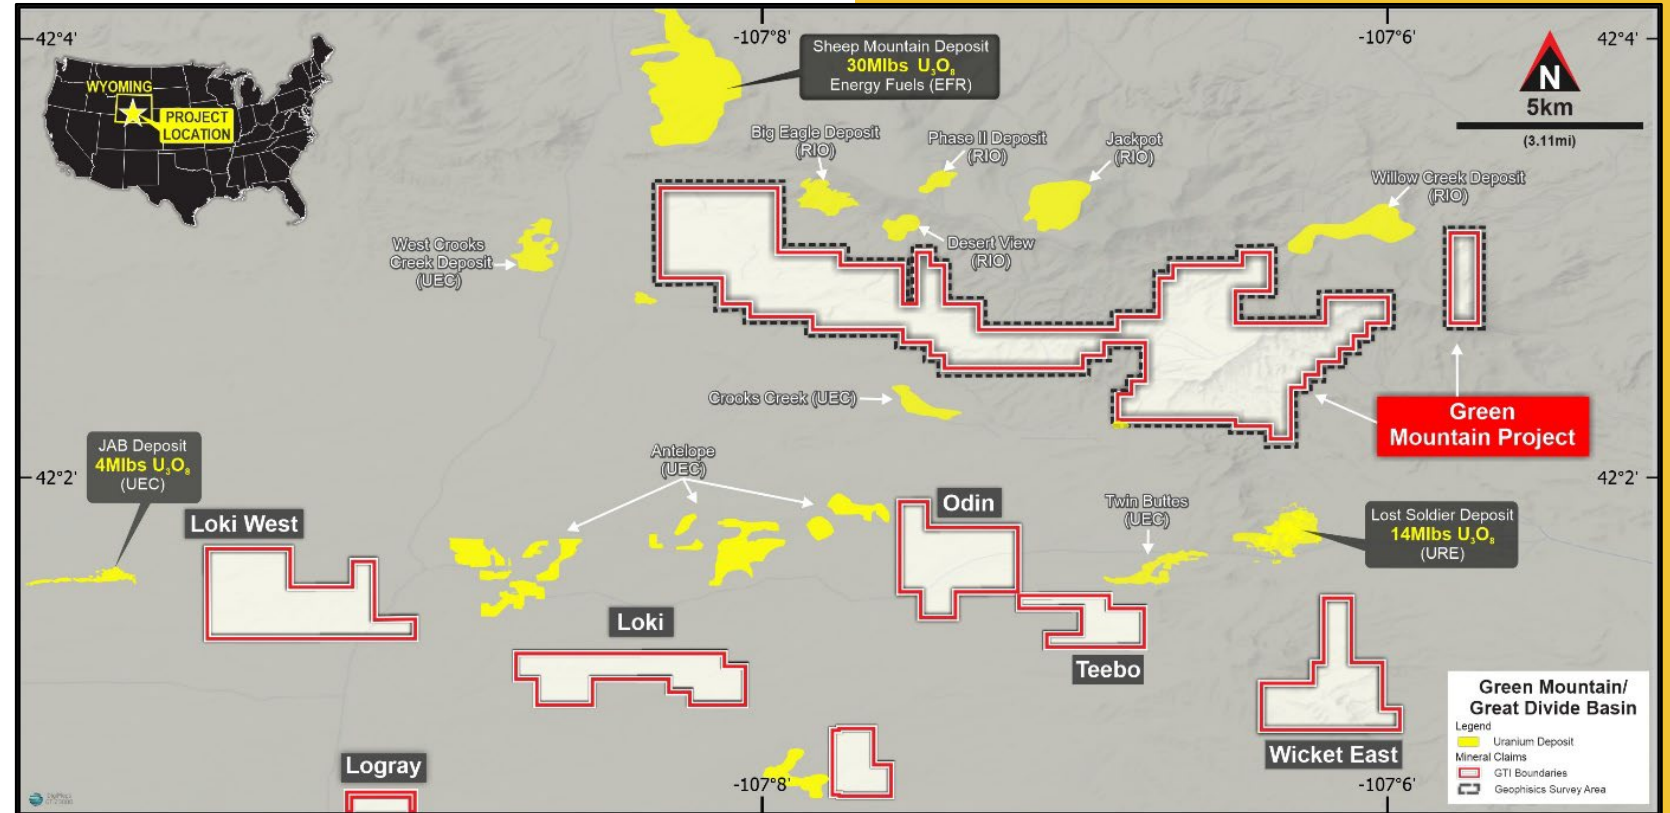 42°4'
-107°8'
-107°6'
42°4'
WYOMING
PROJECT
LOCATION
Sheep Mountain Deposit
30Mlbs U₃O₈
Energy Fuels (EFR)
N
5km
(3.11mi)
Big Eagle Deposit
(RIO)
Phase II Deposit
(RIO)
Jackpot
(RIO)
Willow Creek Deposit
(RIO)
West Crooks
Creek Deposit
(UEC)
Desert View
(RIO)
Crooks Creek (UEC)
Green
Mountain Project
JAB Deposit
4Mlbs U₃O₈
(UEC)
Antelope
(UEC)
42°2'
42°2'
Loki West
Odin
Twin Buttes
(UEC)
Lost Soldier Deposit
14Mlbs U₃O₈
(URE)
Loki
Teebo
Wicket East
Logray
-107°8'
-107°6'
Green Mountain/
Great Divide Basin
Legend
Uranium Deposit
Mineral Claims
GTI Boundaries
Geophisics Survey Area